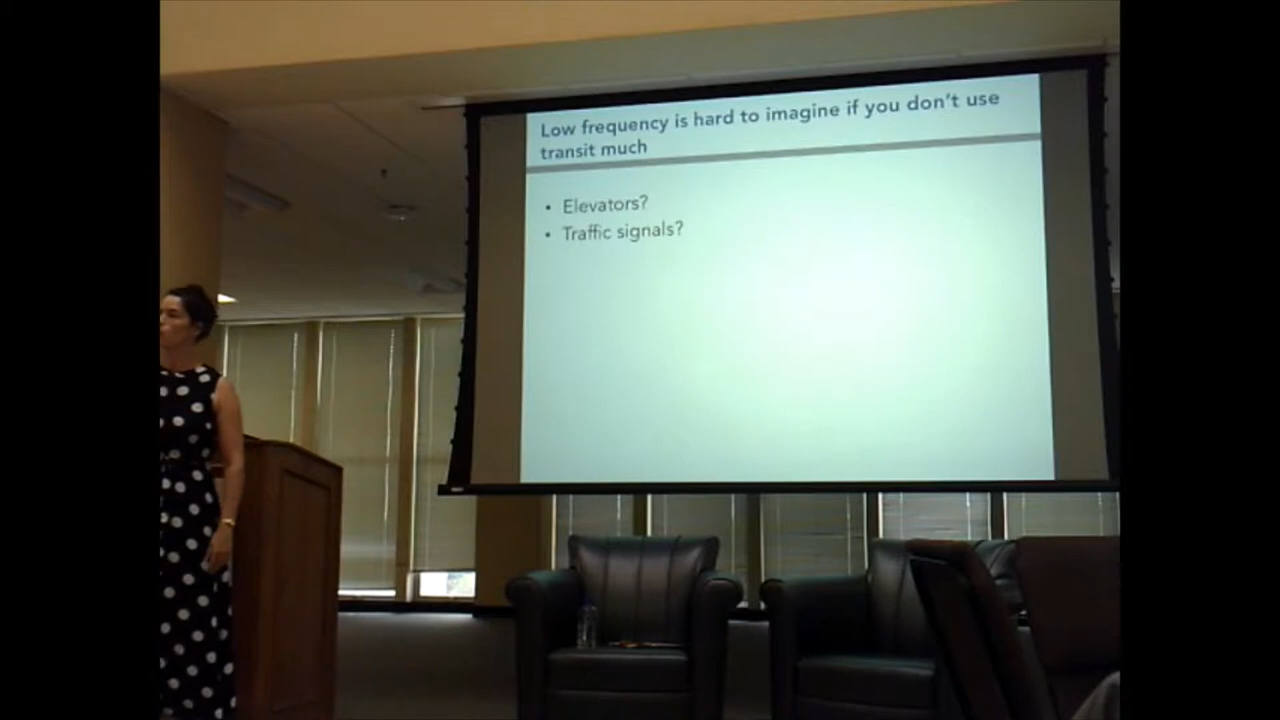 Low frequency is hard to imagine if you don't use
transit much
• Elevators?
• Traffic signals?